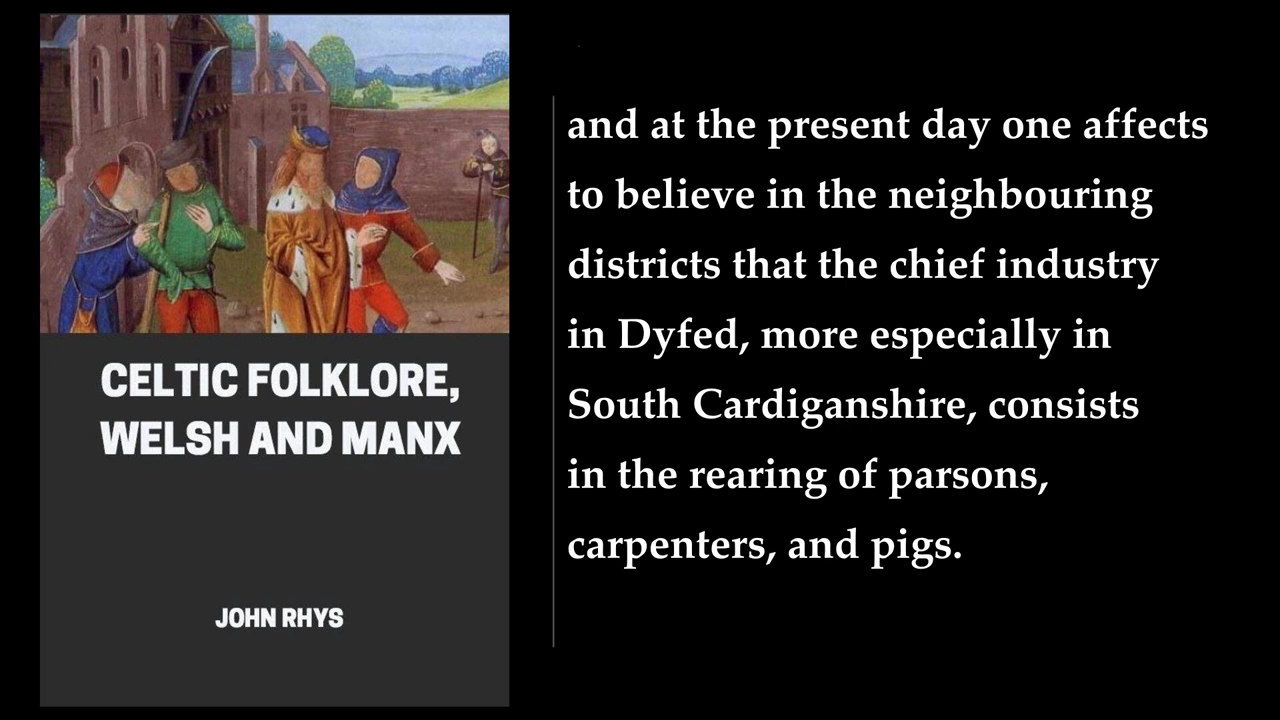 CELTIC FOLKLORE,
WELSH AND MANX
JOHN RHYS
and at the present day one affects
to believe in the neighbouring
districts that the chief industry
in Dyfed, more especially in
South Cardiganshire, consists
in the rearing of parsons,
carpenters, and pigs.